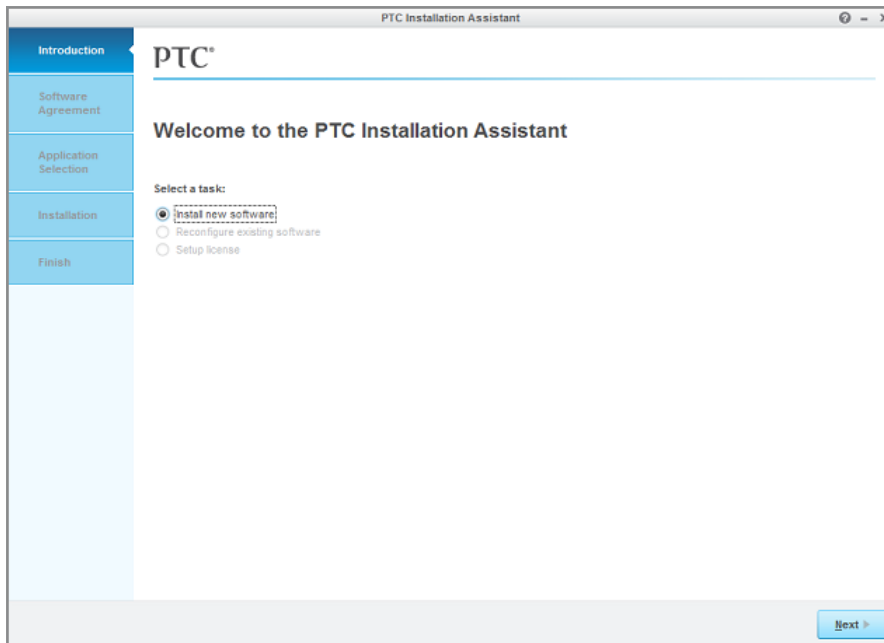 PTC Installation Assistant
Introduction
PTC®
Software
Agreement
Welcome to the PTC Installation Assistant
Application
Selection
Select a task:
Install new software
Installation
Reconfigure existing software
Setup license
Finish
Next